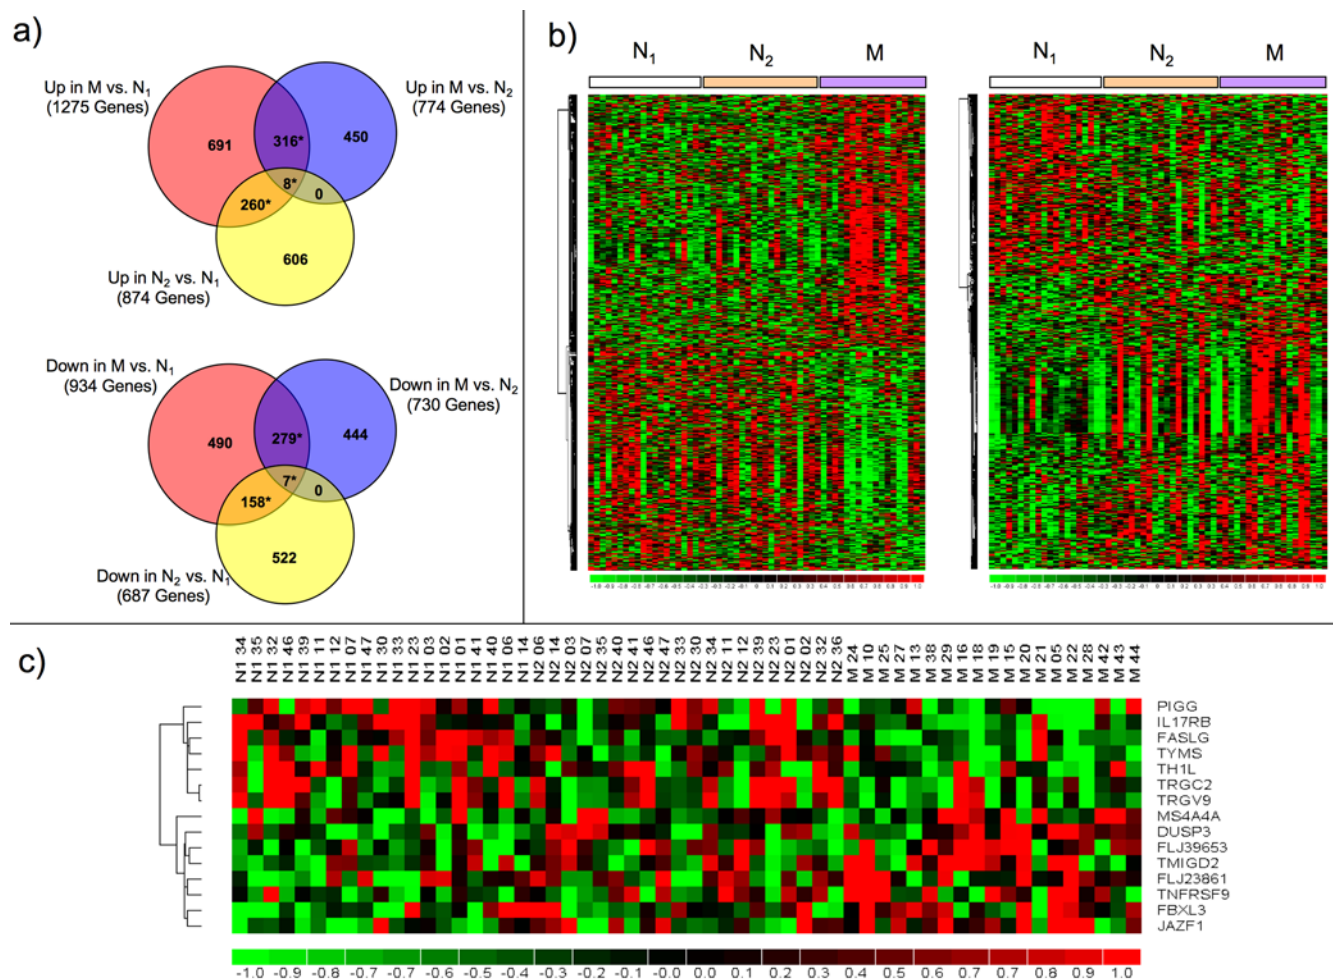 a)
Up in M vs. N1
(1275 Genes)
Up in M vs. N2
(774 Genes)
691
316*
450
8*
0
260*
606
Up in N2 vs. N1
(874 Genes)
Down in M vs. N1
(934 Genes)
Down in M vs. N2
(730 Genes)
490
279*
444
7*
0
158*
522
Down in N2 vs. N1
(687 Genes)
b)
N1 N2 M
N1 N2 M
c)
N1 34
N1 35
N1 32
N1 46
N1 39
N1 11
N1 12
N1 07
N1 47
N1 30
N1 33
N1 23
N1 03
N1 02
N1 01
N1 41
N1 40
N1 06
N1 14
N2 06
N2 14
N2 03
N2 07
N2 35
N2 40
N2 41
N2 46
N2 47
N2 33
N2 30
N2 34
N2 11
N2 12
N2 39
N2 23
N2 01
N2 02
N2 32
N2 36
M 24
M 10
M 25
M 27
M 13
M 38
M 29
M 16
M 18
M 19
M 15
M 20
M 21
M 05
M 22
M 28
M 42
M 43
M 44
PIGG
IL17RB
FASLG
TYMS
TH1L
TRGC2
TRGV9
MS4A4A
DUSP3
FLJ39653
TMIGD2
FLJ23861
TNFRSF9
FBXL3
JAZF1
-1.0 -0.9 -0.8 -0.7 -0.7 -0.6 -0.5 -0.4 -0.3 -0.2 -0.1 -0.0 0.0 0.1 0.2 0.3 0.4 0.5 0.6 0.7 0.7 0.8 0.9 1.0